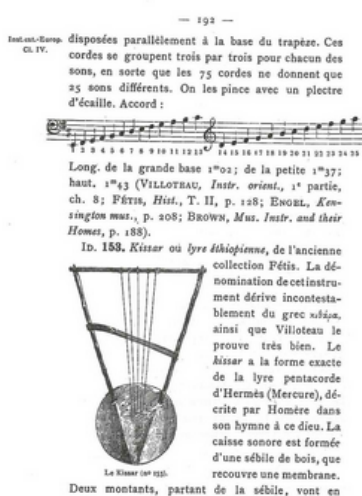 — 192 —
Inst.ext.-Europ.
Cl. IV.
disposées parallèlement à la base du trapèze. Ces
cordes se groupent trois par trois pour chacun des
sons, en sorte que les 75 cordes ne donnent que
25 sons différents. On les pince avec un plectre
d'écaille. Accord :
1 2 3 4 5 6 7 8 9 10 11 12 13 14 15 16 17 18 19 20 21 22 23 24 25
Long. de la grande base 1m02; de la petite 1m37;
haut. 1m43 (VILLOTEAU, Instr. orient., 1e partie,
ch. 8; FÉTIS, Hist., T. II, p. 128; ENGEL, Ken-
sington mus., p. 208; BROWN, Mus. Instr. and their
Homes, p. 188).
ID. 153. Kissar ou lyre éthiopienne, de l'ancienne
collection Fétis. La dé-
nomination de cet instru-
ment dérive incontesta-
blement du grec κιθάρα,
ainsi que Villoteau le
prouve très bien. Le
kissar a la forme exacte
de la lyre pentacorde
d'Hermès (Mercure), dé-
crite par Homère dans
son hymne à ce dieu. La
caisse sonore est formée
d'une sébile de bois, que
recouvre une membrane.
Le Kissar (no 153).
Deux montants, partant de la sébile, vont en